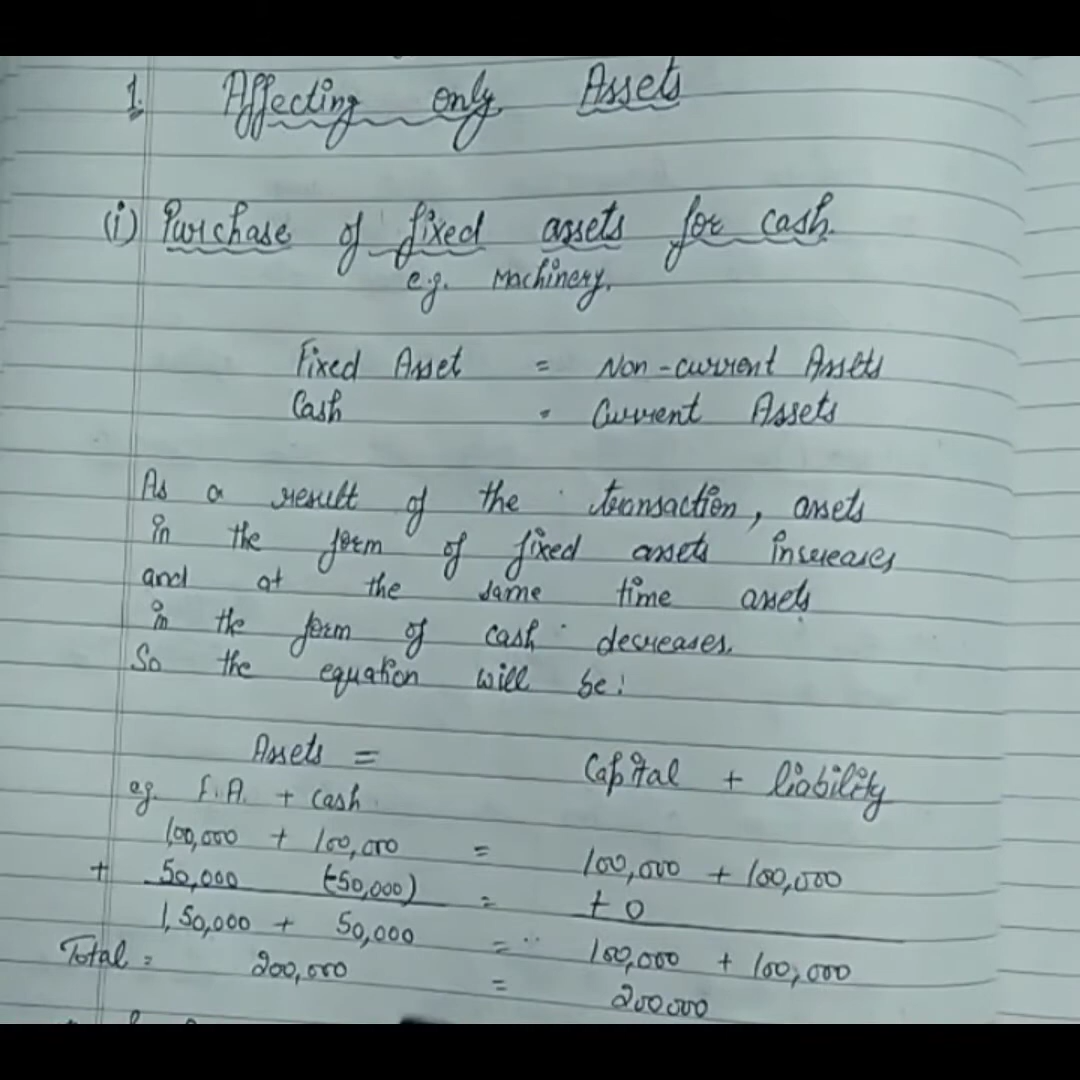 1. Affecting only Assets
(i) Purchase of fixed assets for cash.
e.g. Machinery.
Fixed Asset = Non-current Assets
Cash = Current Assets
As a result of the transaction, assets
in the form of fixed assets increases
and at the same time assets
in the form of cash decreases.
So the equation will be:
Assets = Capital + liability
eg. F.A. + Cash
1,00,000 + 100,000 = 100,000 + 100,000
+ 50,000 (-50,000) = + 0
1,50,000 + 50,000 = 100,000 + 100,000
Total = 200,000 = 200000